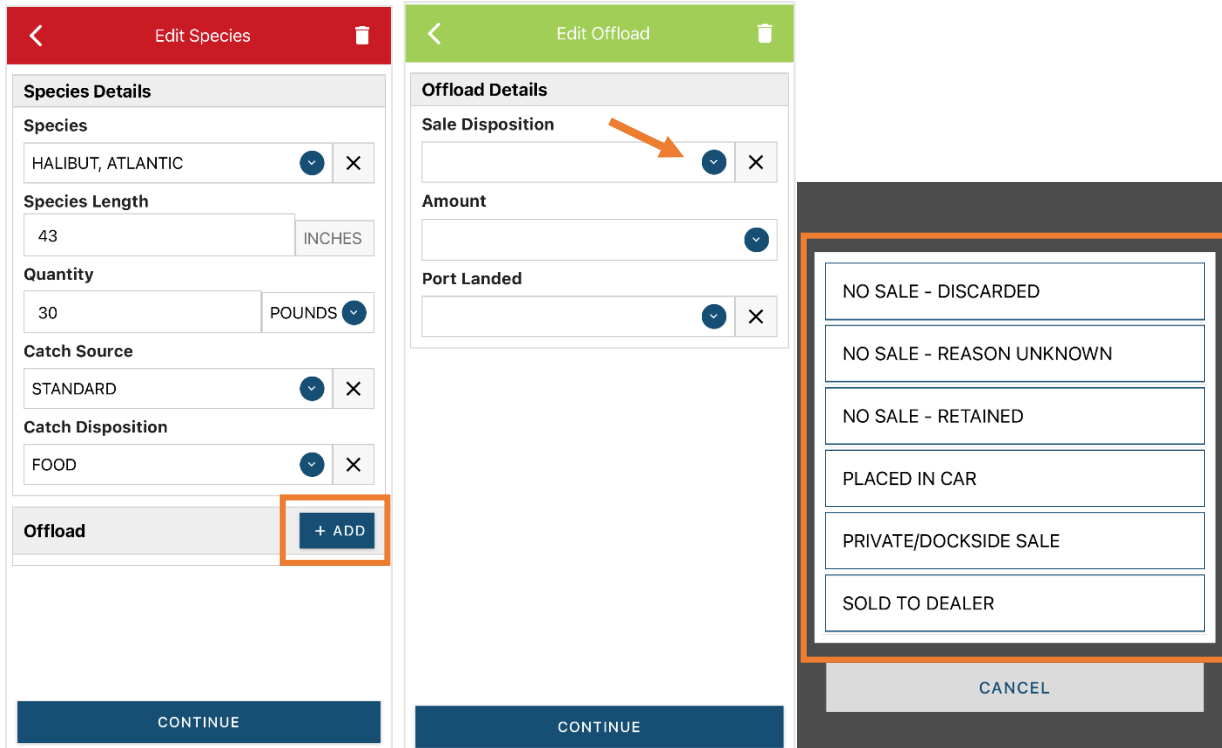 Edit Species
Species Details
Species
HALIBUT, ATLANTIC
Species Length
43 INCHES
Quantity
30 POUNDS
Catch Source
STANDARD
Catch Disposition
FOOD
Offload + ADD
CONTINUE
Edit Offload
Offload Details
Sale Disposition
Amount
Port Landed
CONTINUE
NO SALE - DISCARDED
NO SALE - REASON UNKNOWN
NO SALE - RETAINED
PLACED IN CAR
PRIVATE/DOCKSIDE SALE
SOLD TO DEALER
CANCEL